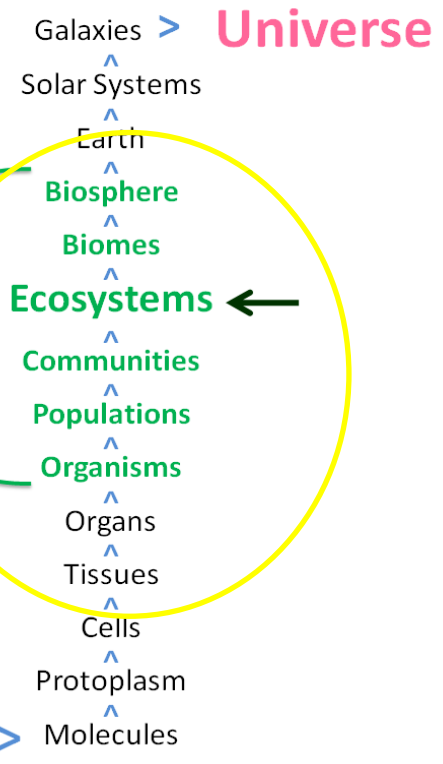 Galaxies > Universe
^
Solar Systems
^
Earth
^
Biosphere
^
Biomes
^
Ecosystems
^
Communities
^
Populations
^
Organisms
^
Organs
^
Tissues
^
Cells
^
Protoplasm
^
> Molecules